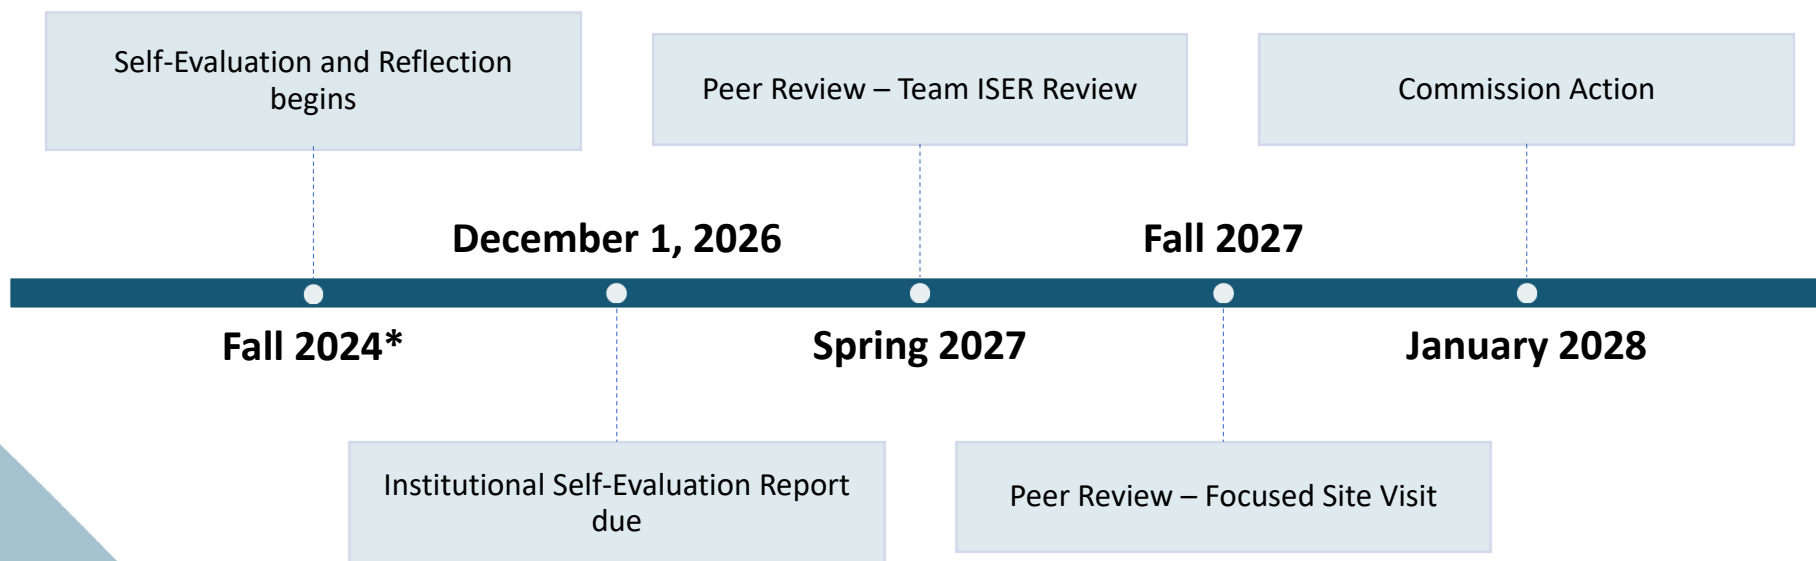 Self-Evaluation and Reflection
begins
Peer Review – Team ISER Review
Commission Action
December 1, 2026
Fall 2027
Fall 2024*
Spring 2027
January 2028
Institutional Self-Evaluation Report
due
Peer Review – Focused Site Visit